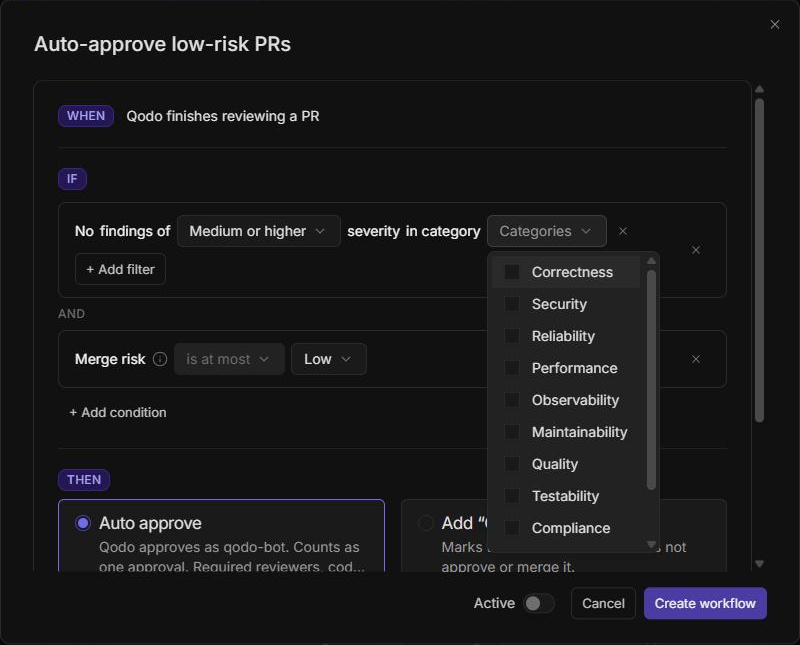 Auto-approve low-risk PRs
WHEN Qodo finishes reviewing a PR
IF
No findings of Medium or higher severity in category Categories
+ Add filter
Correctness
Security
Reliability
Performance
Observability
Maintainability
Quality
Testability
Compliance
AND
Merge risk is at most Low
+ Add condition
THEN
Auto approve
Qodo approves as qodo-bot. Counts as
one approval. Required reviewers, cod...
Add “
Marks not
approve or merge it.
Active Cancel Create workflow